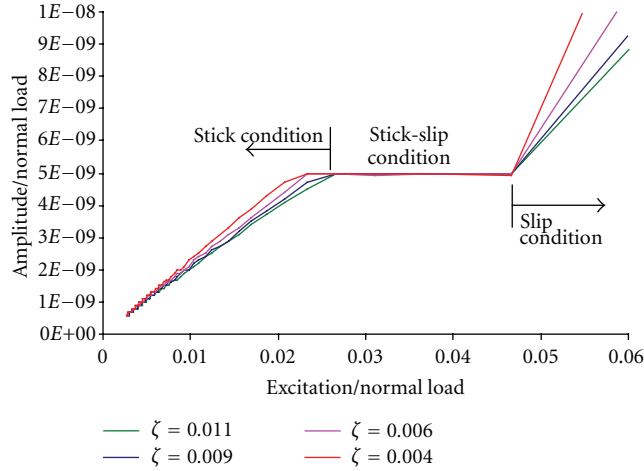 1E−08
9E−09
8E−09
7E−09
6E−09
5E−09
4E−09
3E−09
2E−09
1E−09
0E+00
Amplitude/normal load
Stick condition
Stick-slip
condition
Slip
condition
0 0.01 0.02 0.03 0.04 0.05 0.06
Excitation/normal load
ζ = 0.011
ζ = 0.009
ζ = 0.006
ζ = 0.004